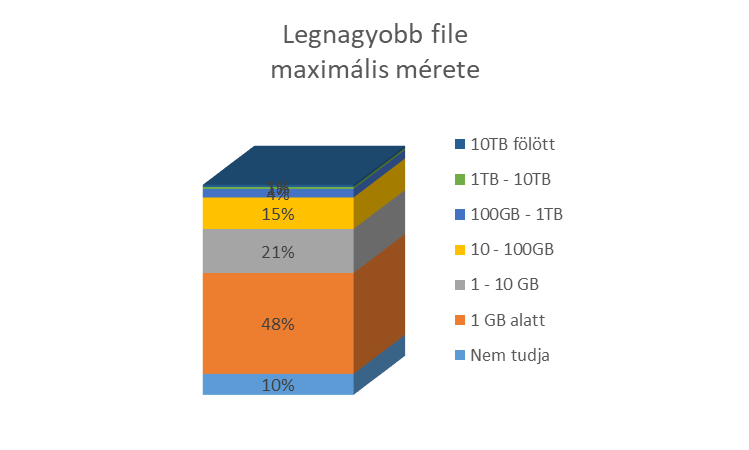 Legnagyobb file
maximális mérete
10TB fölött
1TB - 10TB
100GB - 1TB
10 - 100GB
1 - 10 GB
1 GB alatt
Nem tudja
4%
15%
21%
48%
10%